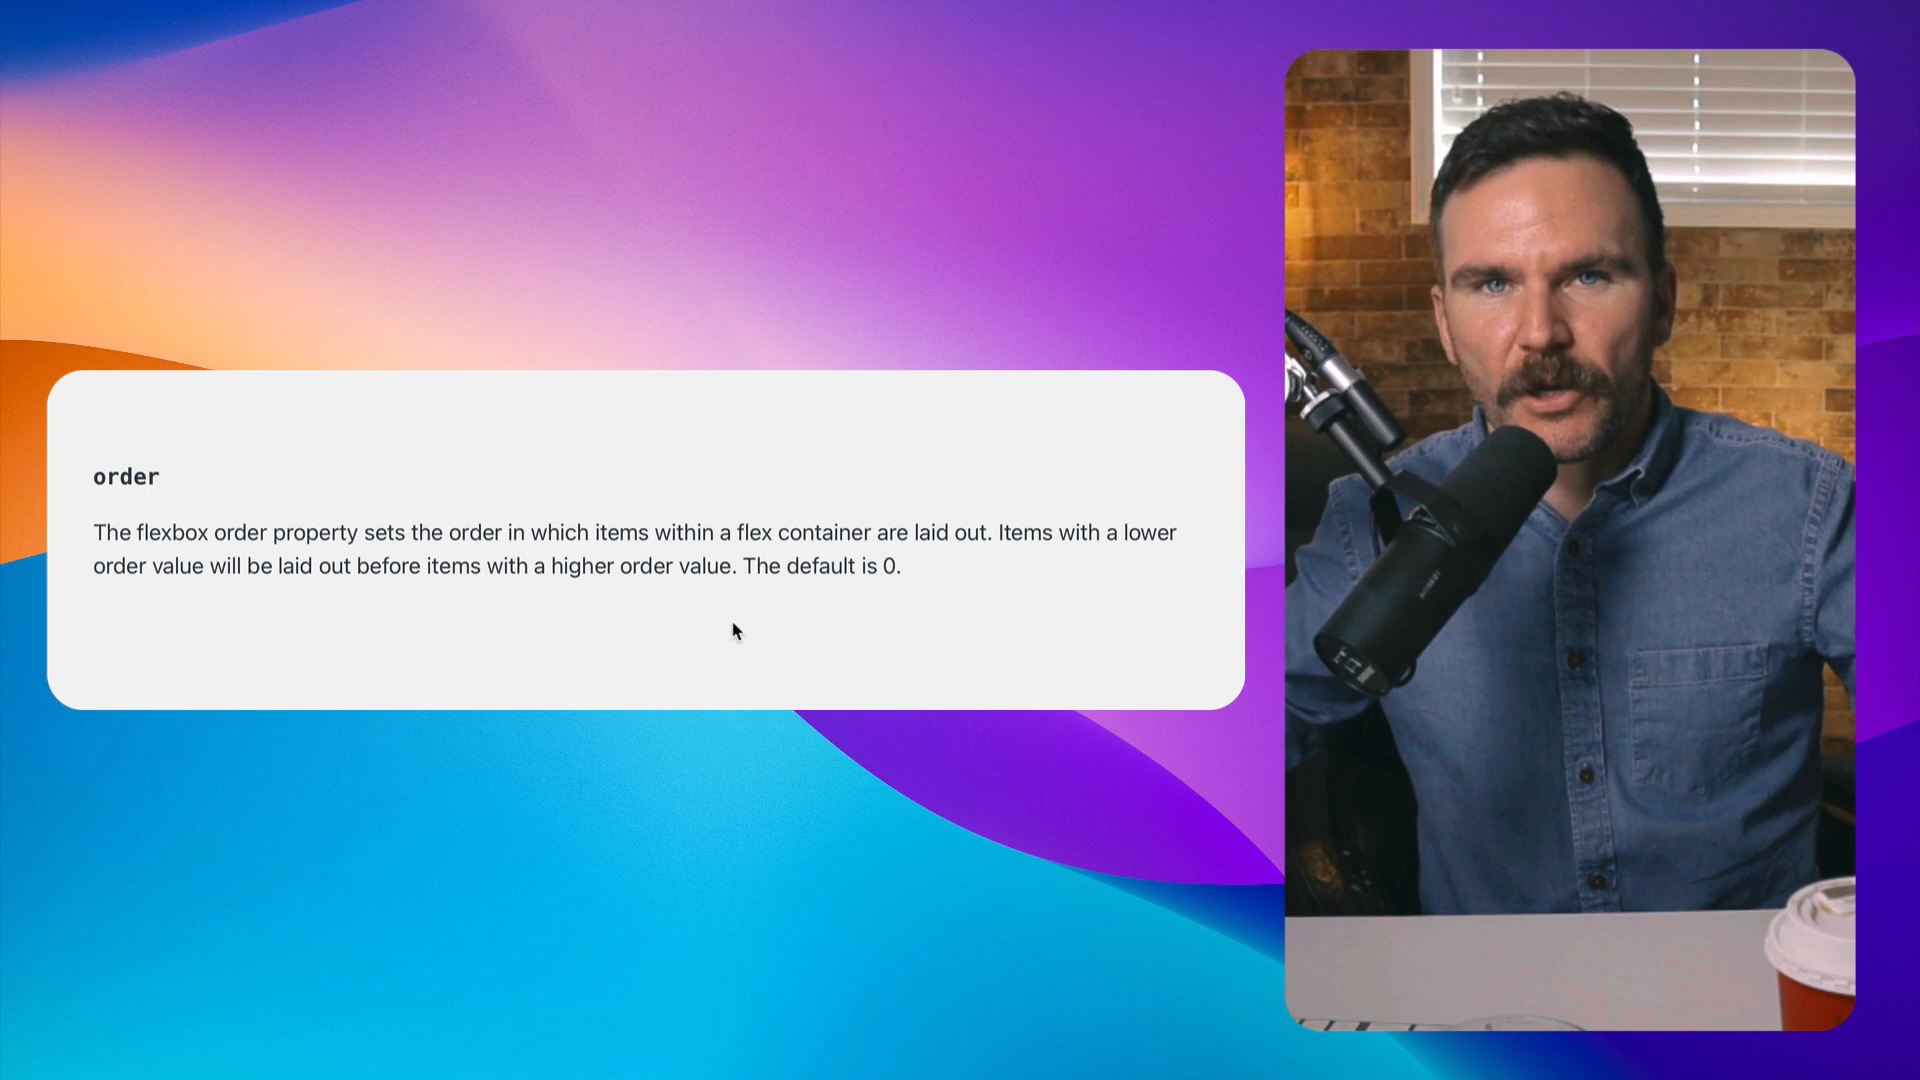 order
The flexbox order property sets the order in which items within a flex container are laid out. Items with a lower
order value will be laid out before items with a higher order value. The default is 0.